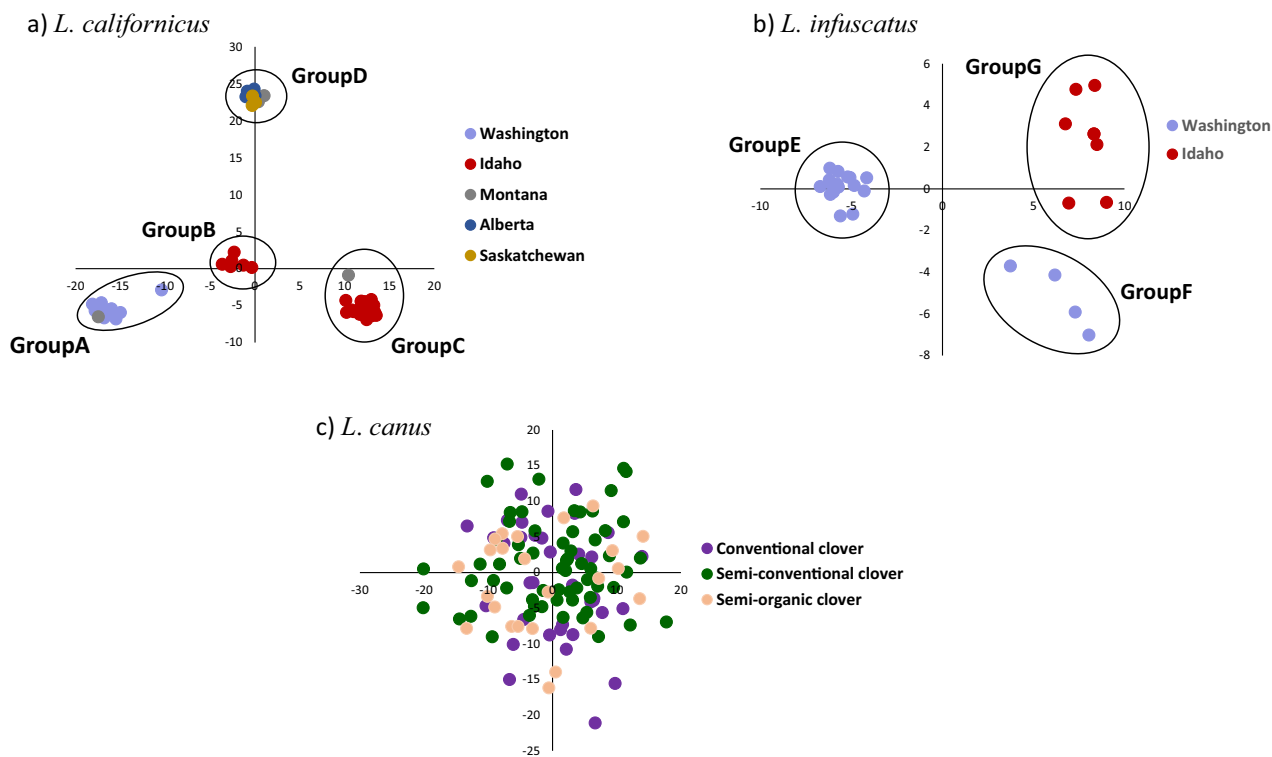 a) L. californicus
30
25
20
15
10
5
0
-5
-10
-20
-15
-10
-5
0
5
10
15
20
GroupD
GroupB
GroupA
GroupC
Washington
Idaho
Montana
Alberta
Saskatchewan
b) L. infuscatus
6
4
2
0
-2
-4
-6
-8
-10
-5
0
5
10
GroupG
GroupE
GroupF
Washington
Idaho
c) L. canus
20
15
10
5
0
-5
-10
-15
-20
-25
-30
-20
-10
0
10
20
Conventional clover
Semi-conventional clover
Semi-organic clover